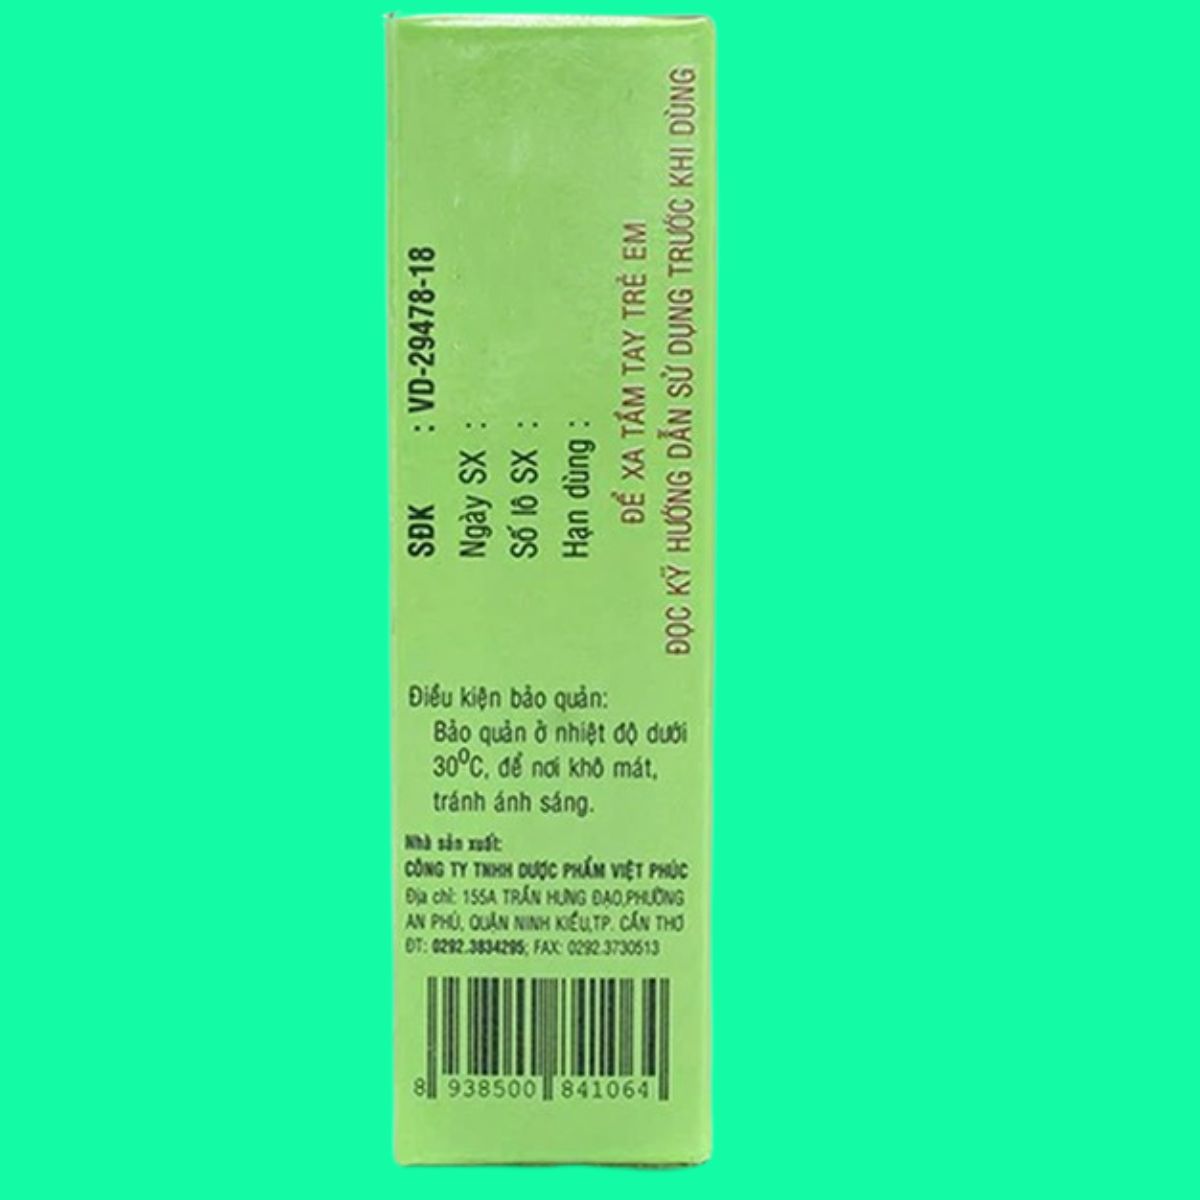 SĐK : VD-29478-18
Ngày SX :
Số lô SX :
Hạn dùng :
ĐỂ XA TẦM TAY TRẺ EM
ĐỌC KỸ HƯỚNG DẪN SỬ DỤNG TRƯỚC KHI DÙNG
Điều kiện bảo quản:
Bảo quản ở nhiệt độ dưới
30⁰C, để nơi khô mát,
tránh ánh sáng.
Nhà sản xuất:
CÔNG TY TNHH DƯỢC PHẨM VIỆT PHÚC
Địa chỉ: 155A TRẦN HƯNG ĐẠO,PHƯỜNG
AN PHÚ, QUẬN NINH KIỀU,TP. CẦN THƠ
ĐT: 0292.3834295; FAX: 0292.3730513
8 938500 841064